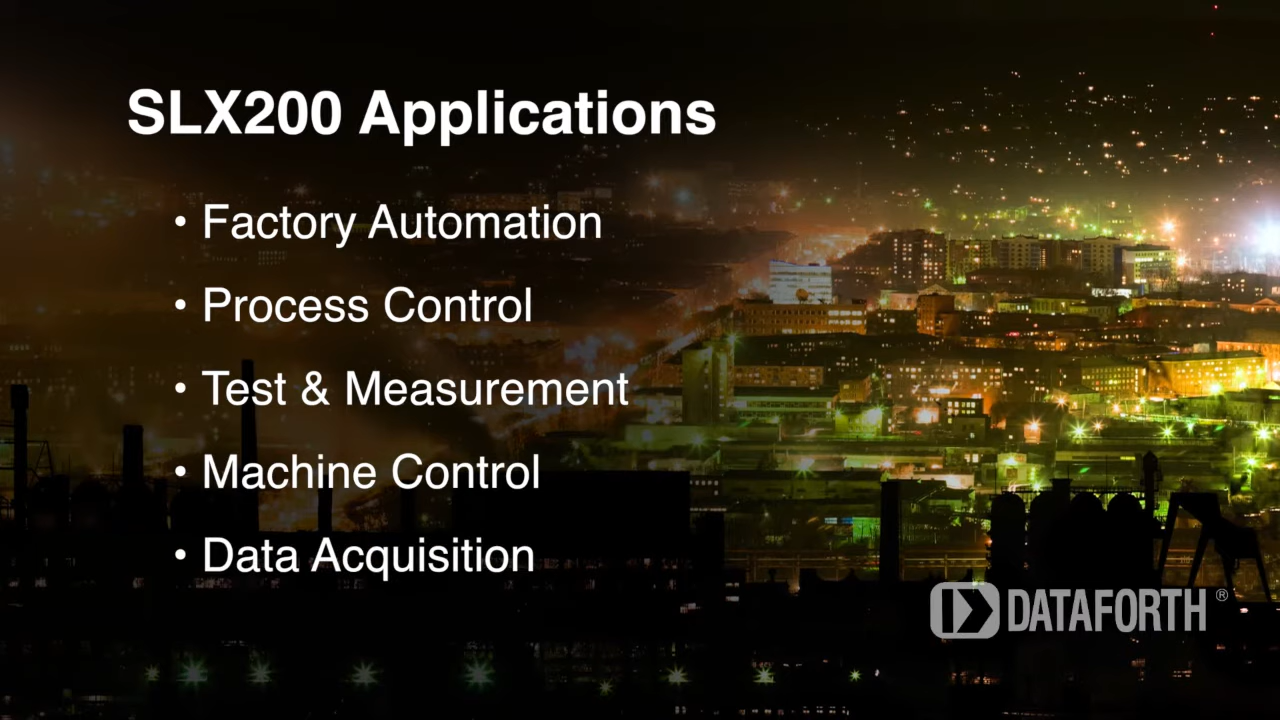 SLX200 Applications
• Factory Automation
• Process Control
• Test & Measurement
• Machine Control
• Data Acquisition
DATAFORTH®